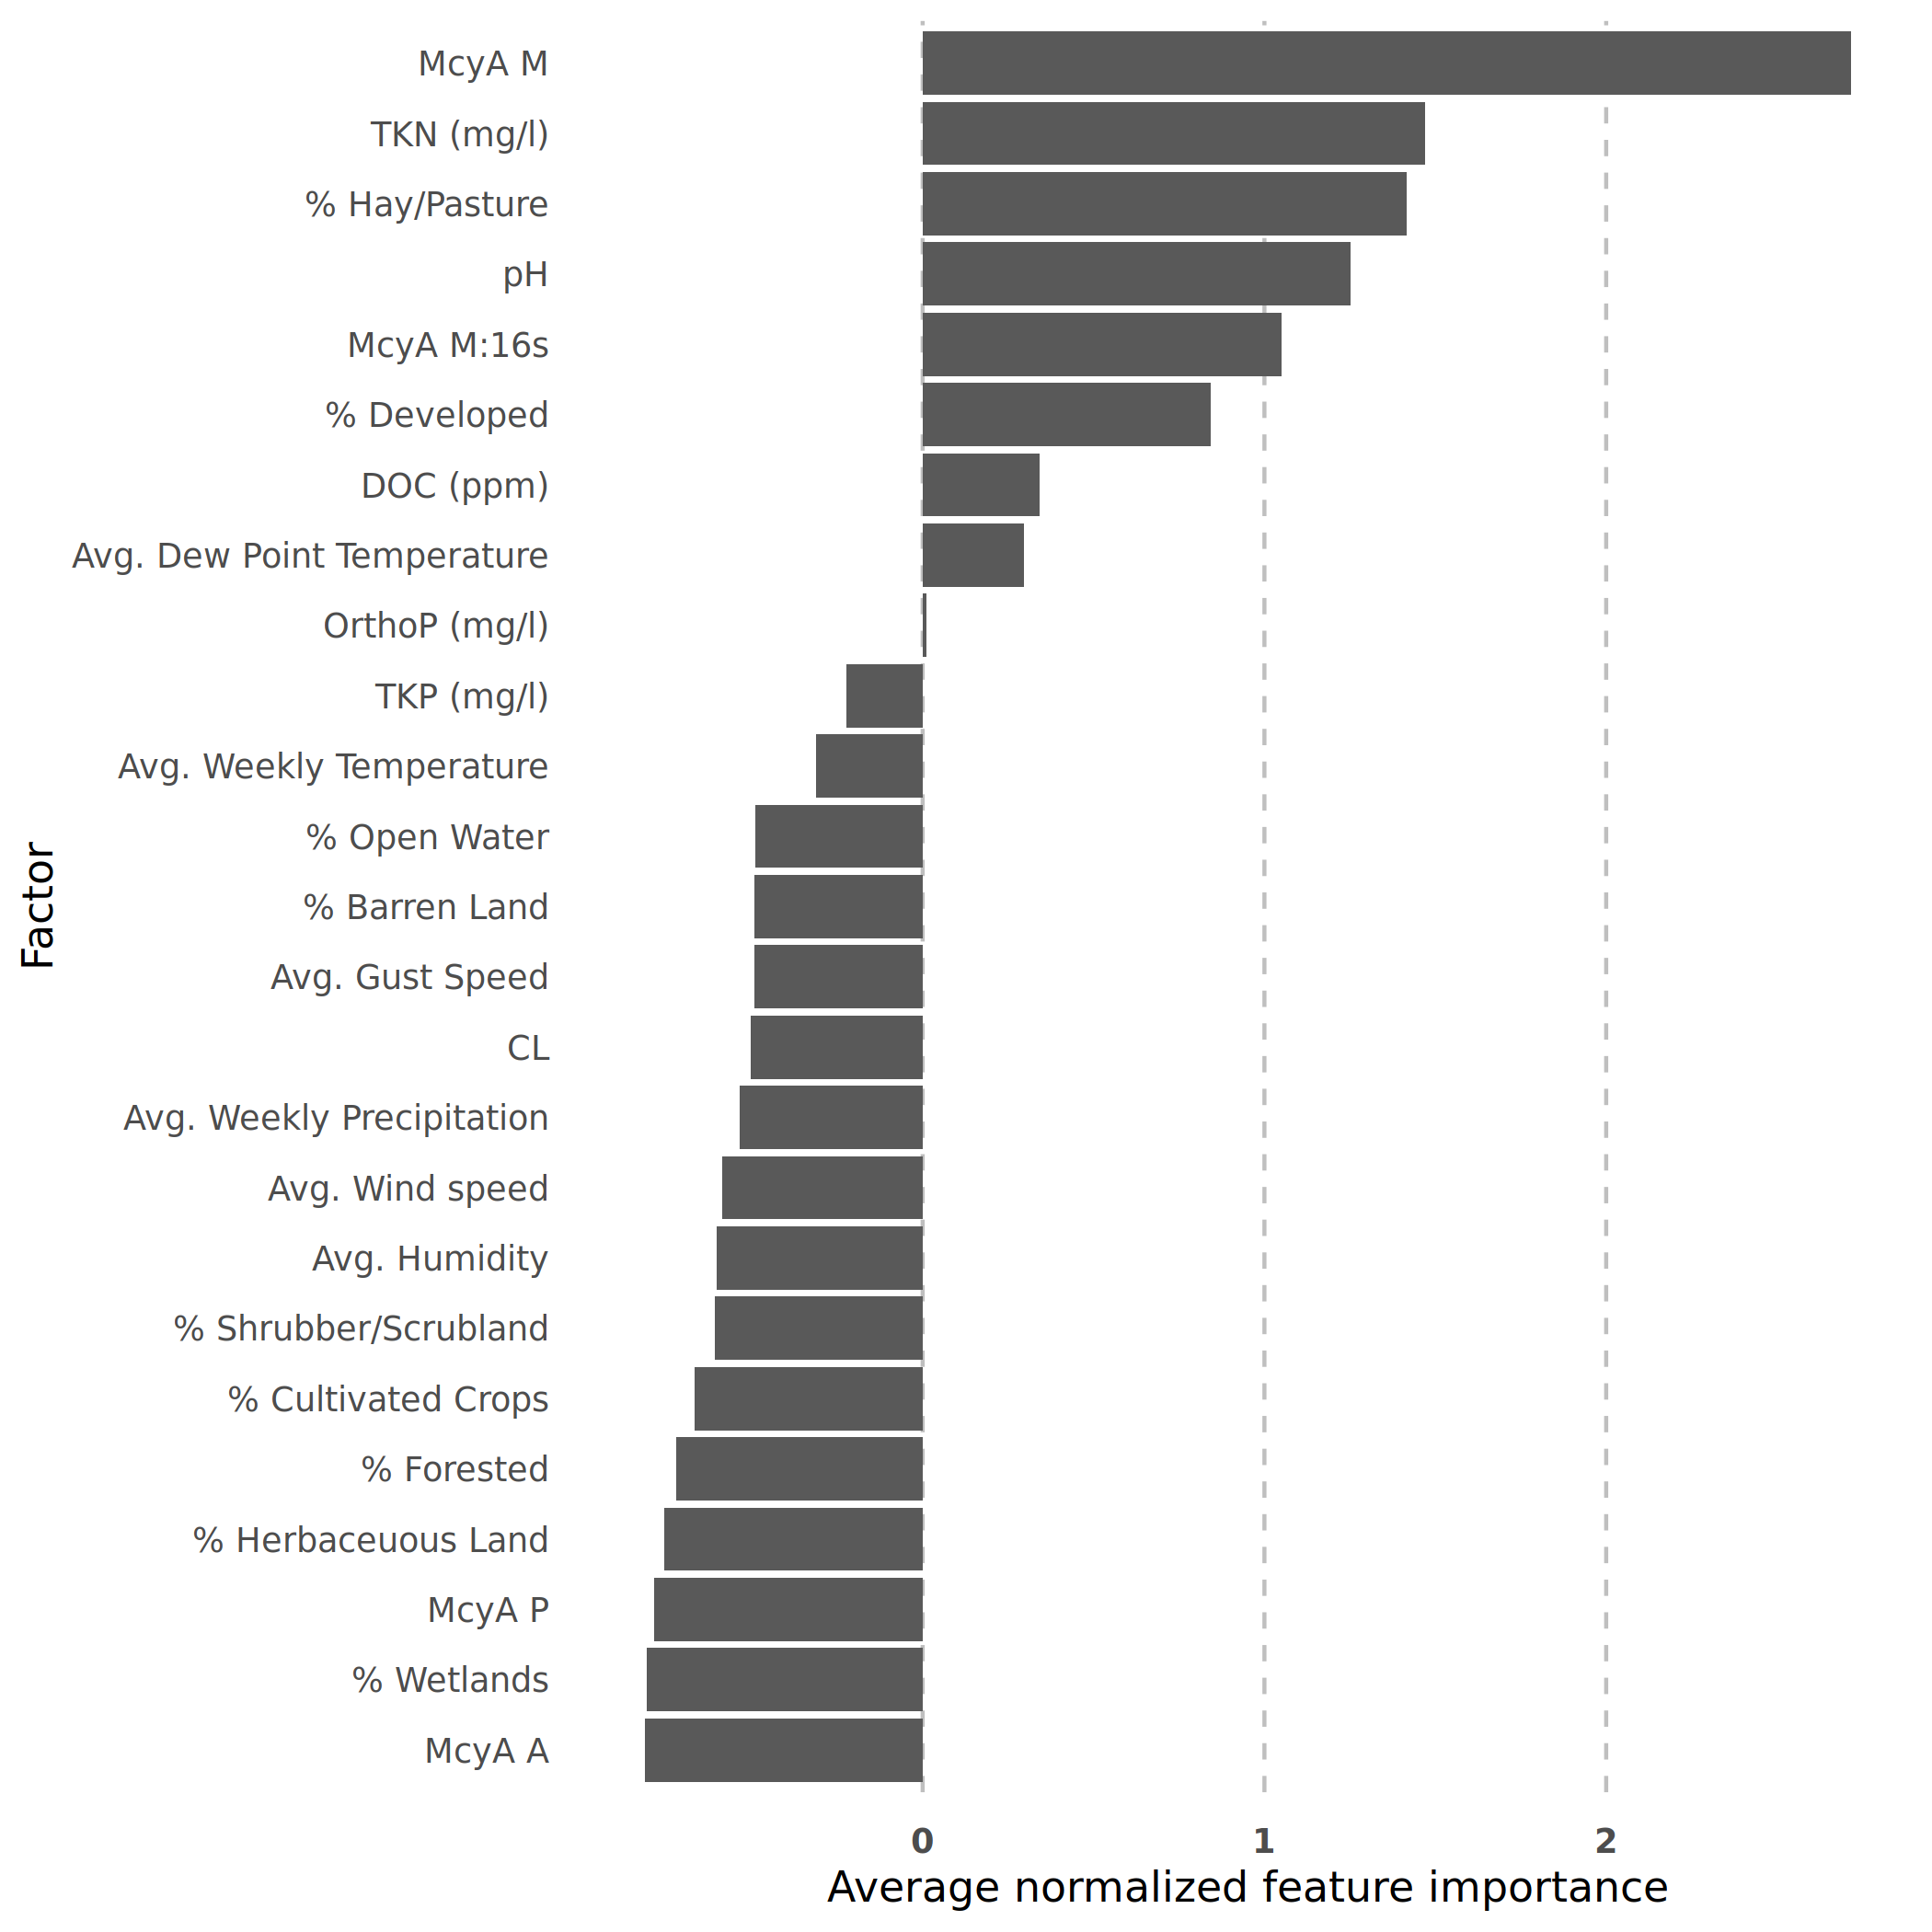 McyA M
TKN (mg/l)
% Hay/Pasture
pH
McyA M:16s
% Developed
DOC (ppm)
Avg. Dew Point Temperature
OrthoP (mg/l)
TKP (mg/l)
Avg. Weekly Temperature
% Open Water
% Barren Land
Avg. Gust Speed
CL
Avg. Weekly Precipitation
Avg. Wind speed
Avg. Humidity
% Shrubber/Scrubland
% Cultivated Crops
% Forested
% Herbaceuous Land
McyA P
% Wetlands
McyA A
Factor
0 1 2
Average normalized feature importance